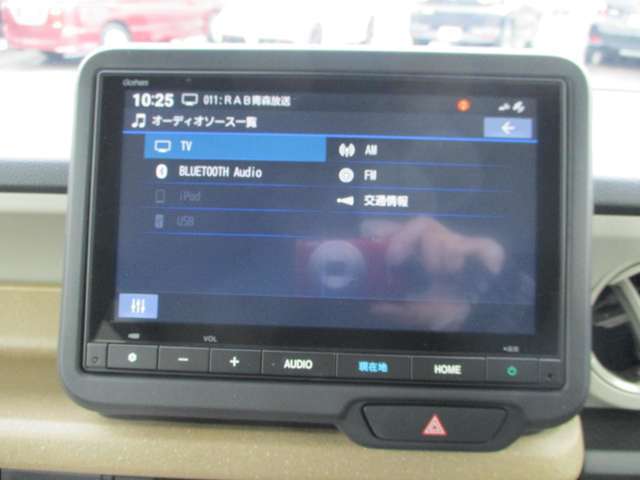 Gathers
10:25 011:RAB青森放送
オーディオソース一覧
TV
AM
BLUETOOTH Audio
FM
iPod
交通情報
USB
VOL
AUDIO 現在地 HOME